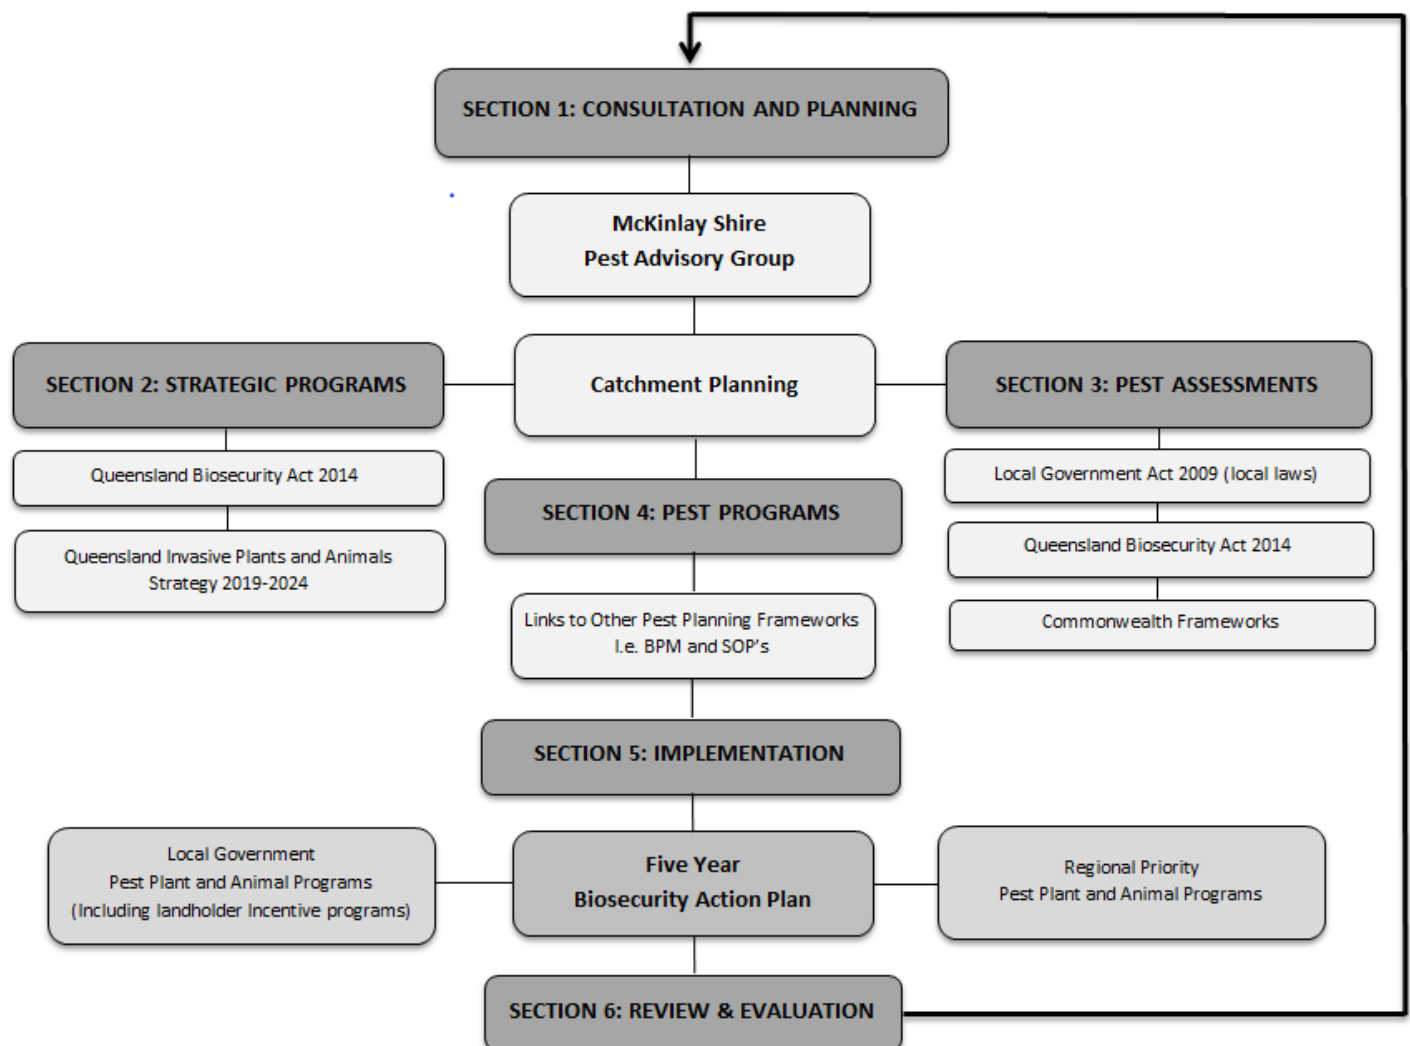 SECTION 1: CONSULTATION AND PLANNING
McKinlay Shire
Pest Advisory Group
SECTION 2: STRATEGIC PROGRAMS
Catchment Planning
SECTION 3: PEST ASSESSMENTS
Queensland Biosecurity Act 2014
Queensland Invasive Plants and Animals
Strategy 2019-2024
Local Government Act 2009 (local laws)
Queensland Biosecurity Act 2014
Commonwealth Frameworks
SECTION 4: PEST PROGRAMS
Links to Other Pest Planning Frameworks
I.e. BPM and SOP's
SECTION 5: IMPLEMENTATION
Local Government
Pest Plant and Animal Programs
(Including landholder Incentive programs)
Five Year
Biosecurity Action Plan
Regional Priority
Pest Plant and Animal Programs
SECTION 6: REVIEW & EVALUATION